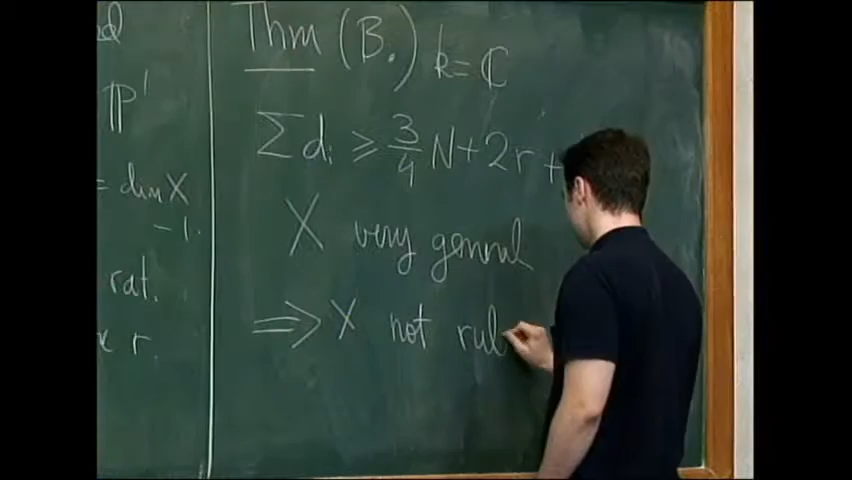 ℙ¹
= dim X
- 1.
rat.
r.
Thm (B.) k = ℂ
Σ dᵢ ≥ 3/4 N + 2r +
X very general
⟹ X not rul